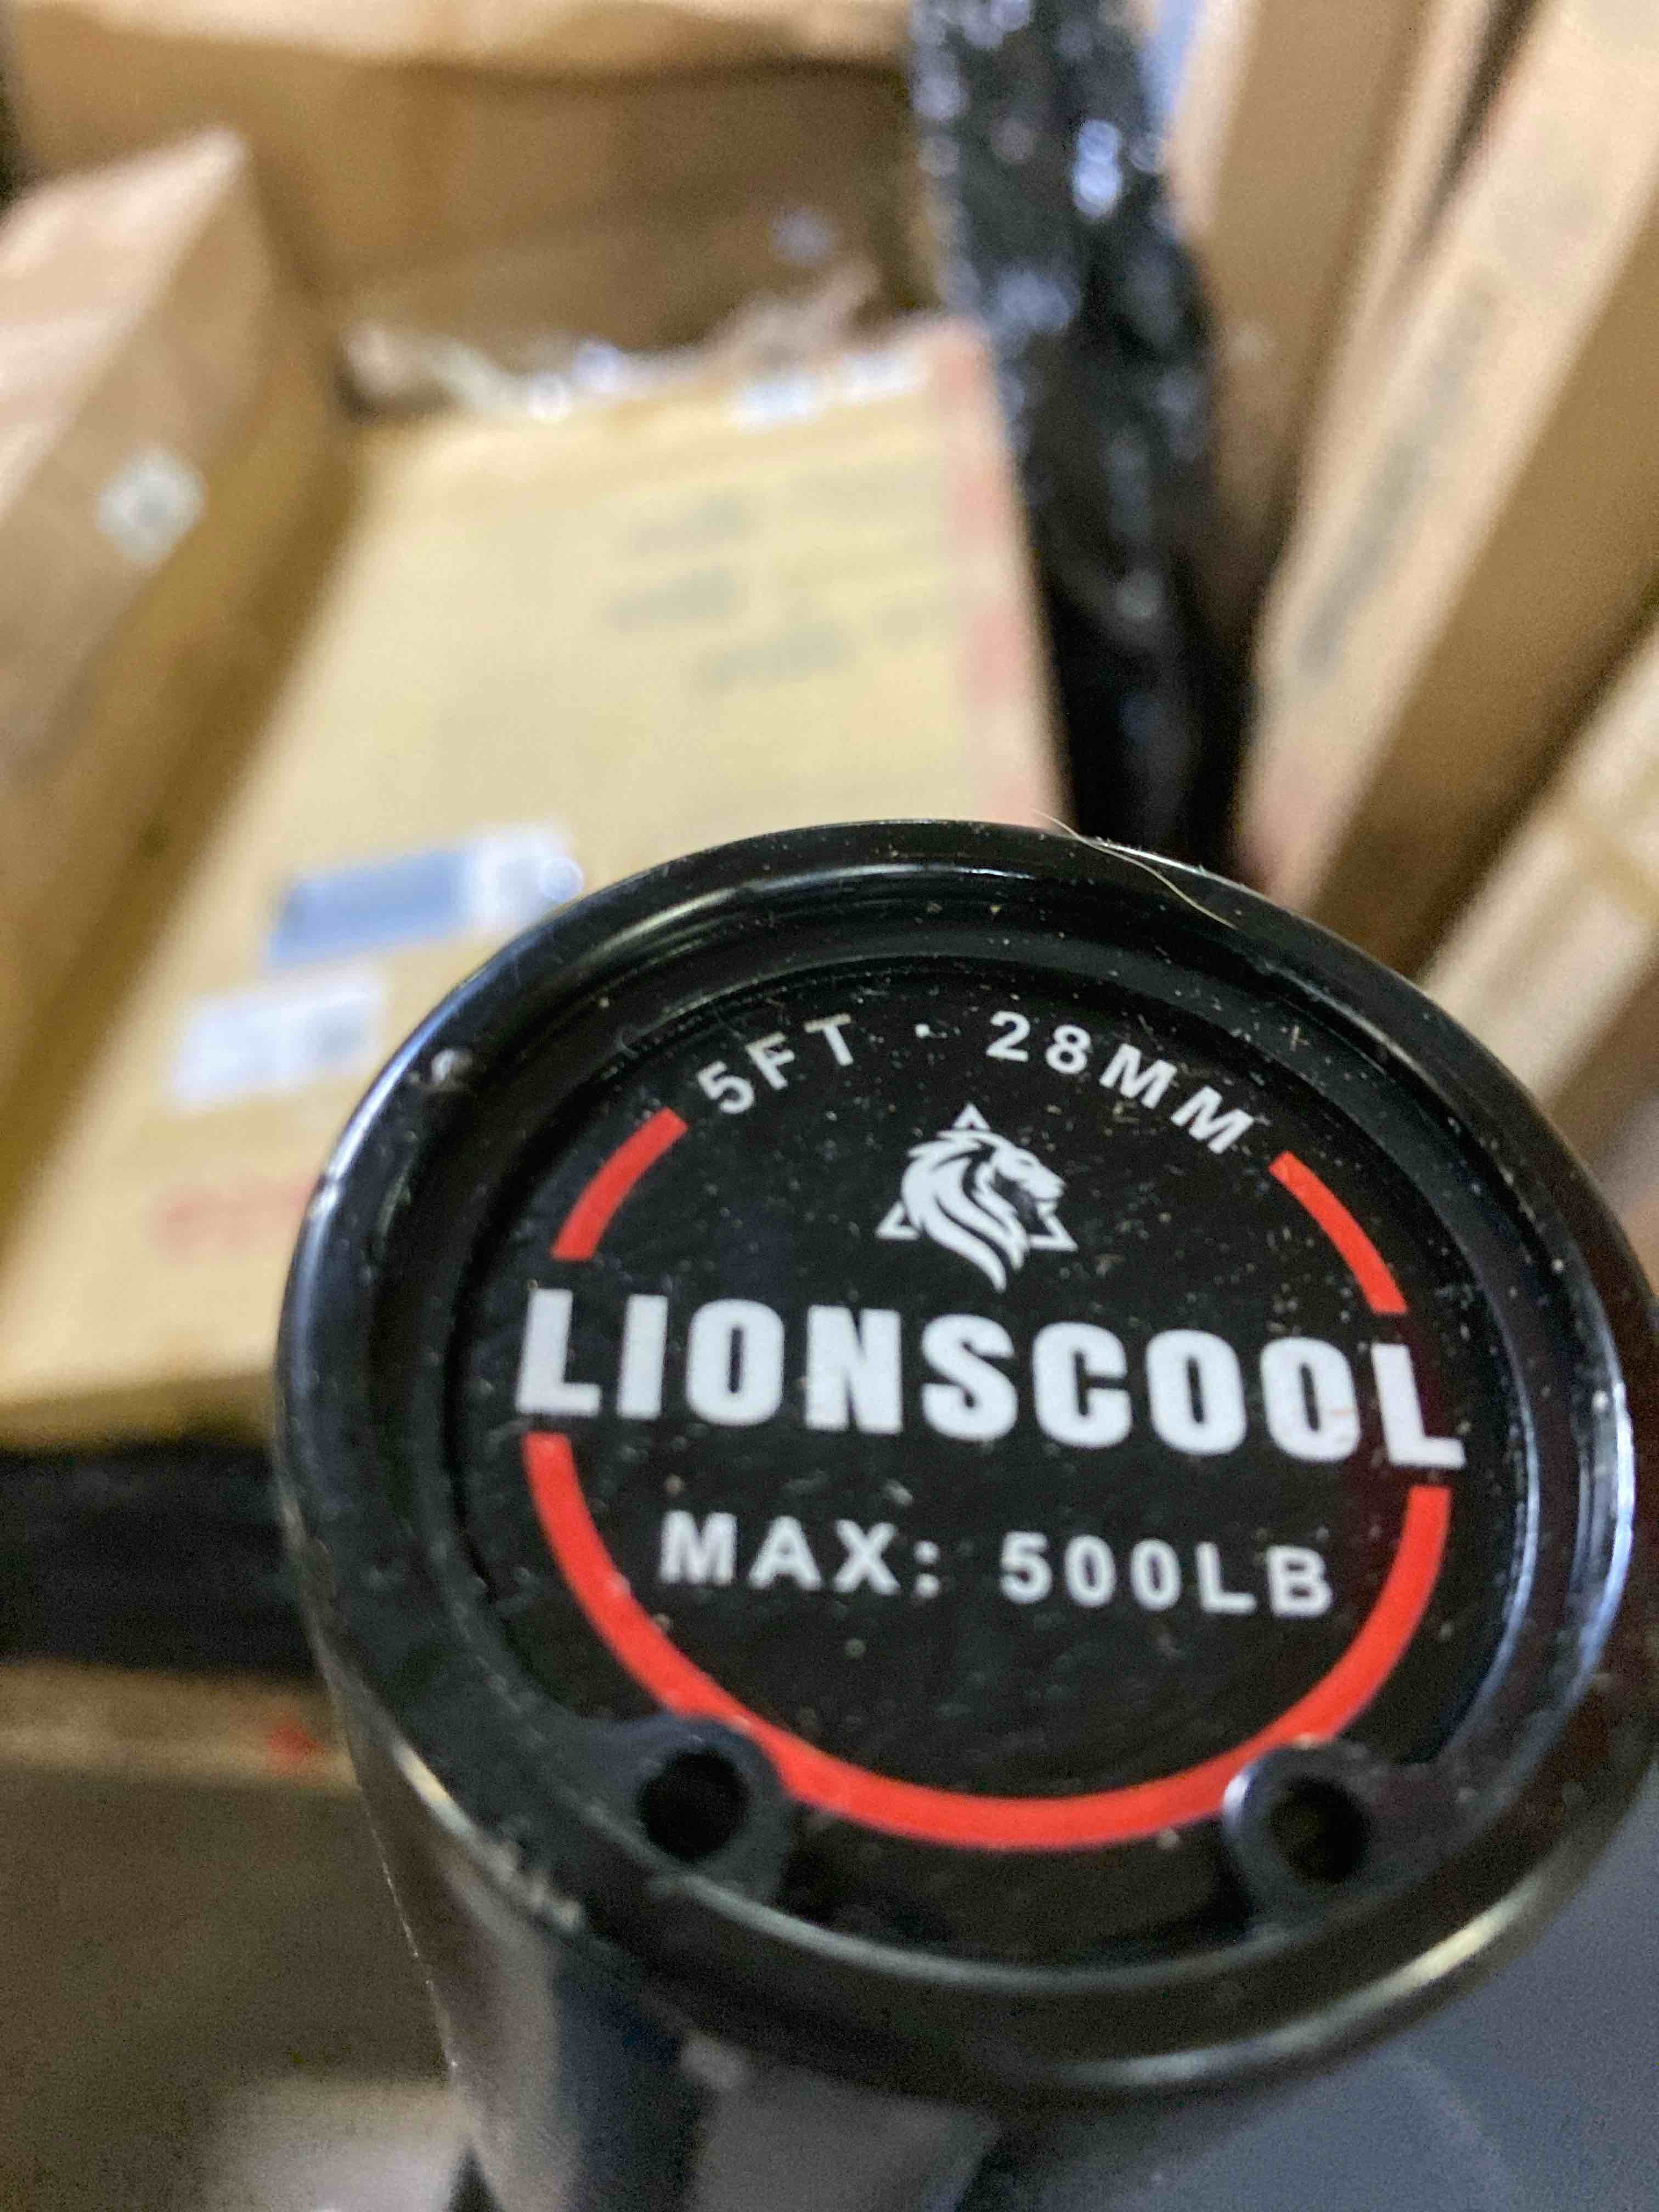 5FT · 28MM
LIONSCOOL
MAX: 500LB